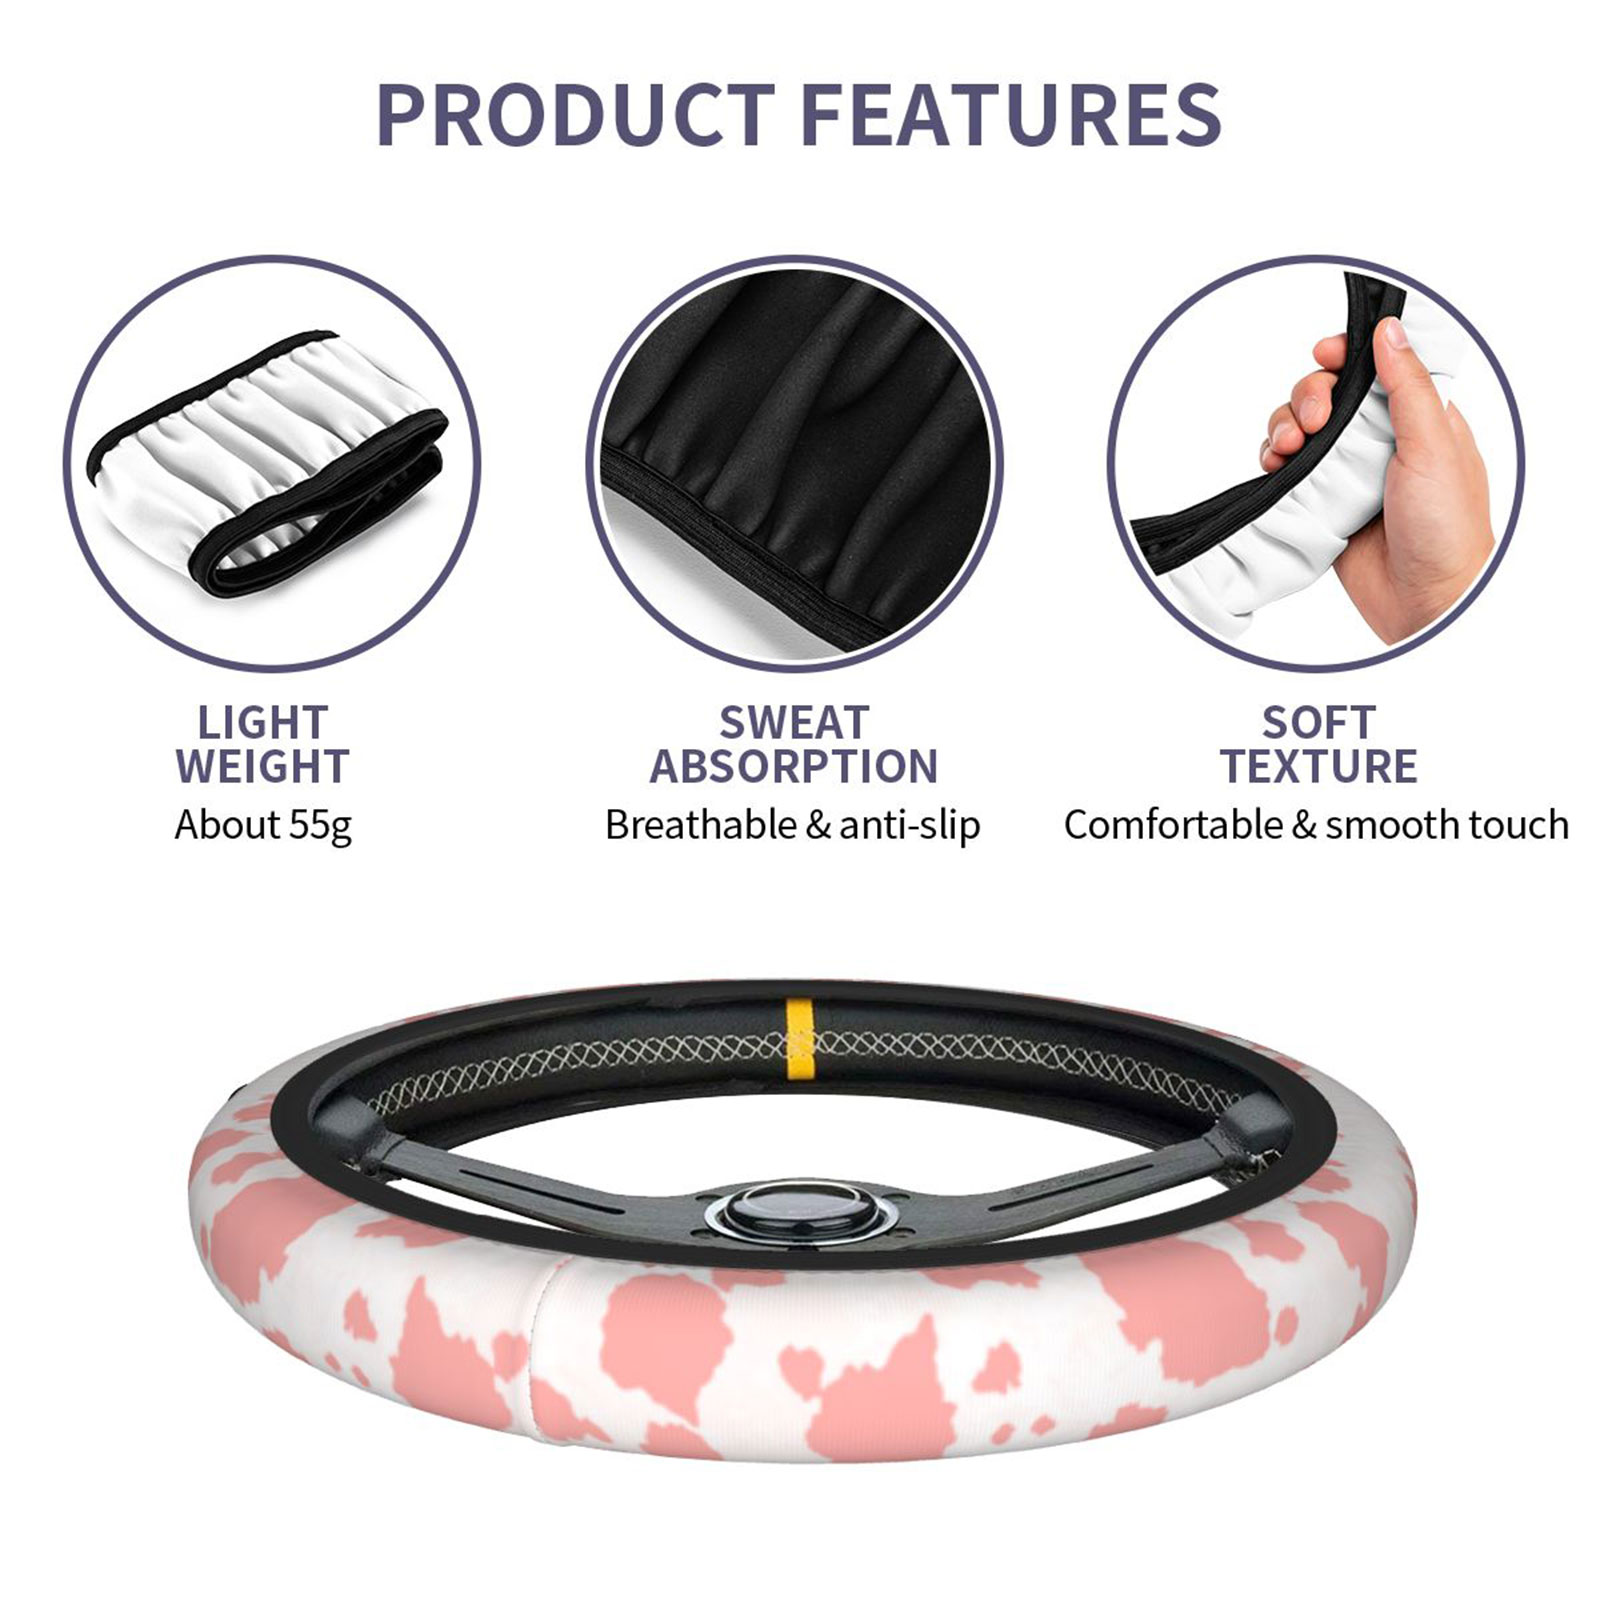 PRODUCT FEATURES
LIGHT
WEIGHT
About 55g
SWEAT
ABSORPTION
Breathable & anti-slip
SOFT
TEXTURE
Comfortable & smooth touch